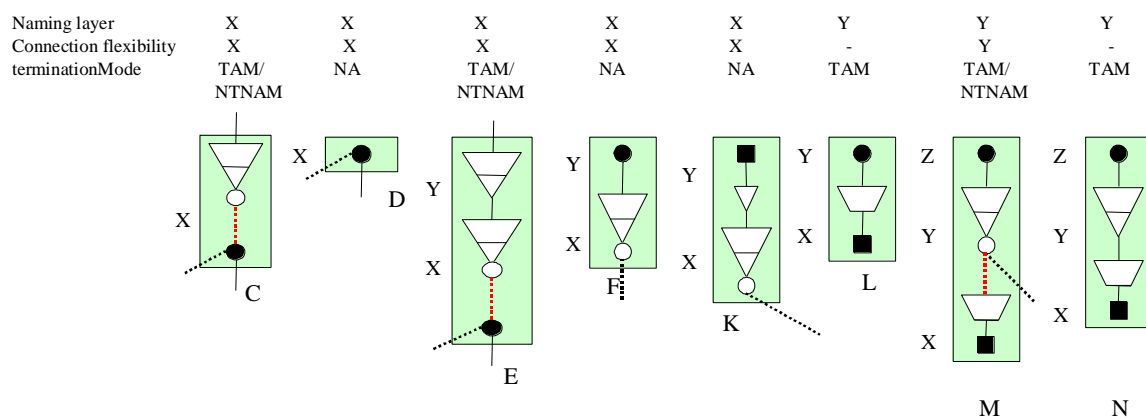 Naming layer X X X X X Y Y Y
Connection flexibility X X X X X - Y -
terminationMode TAM/ NA TAM/ NA NA TAM TAM/ TAM
NTNAM NTNAM NTNAM
X Y Y Y Z Z
X
D
Y
X X X X Y Y
F L
C K X X
E
M N